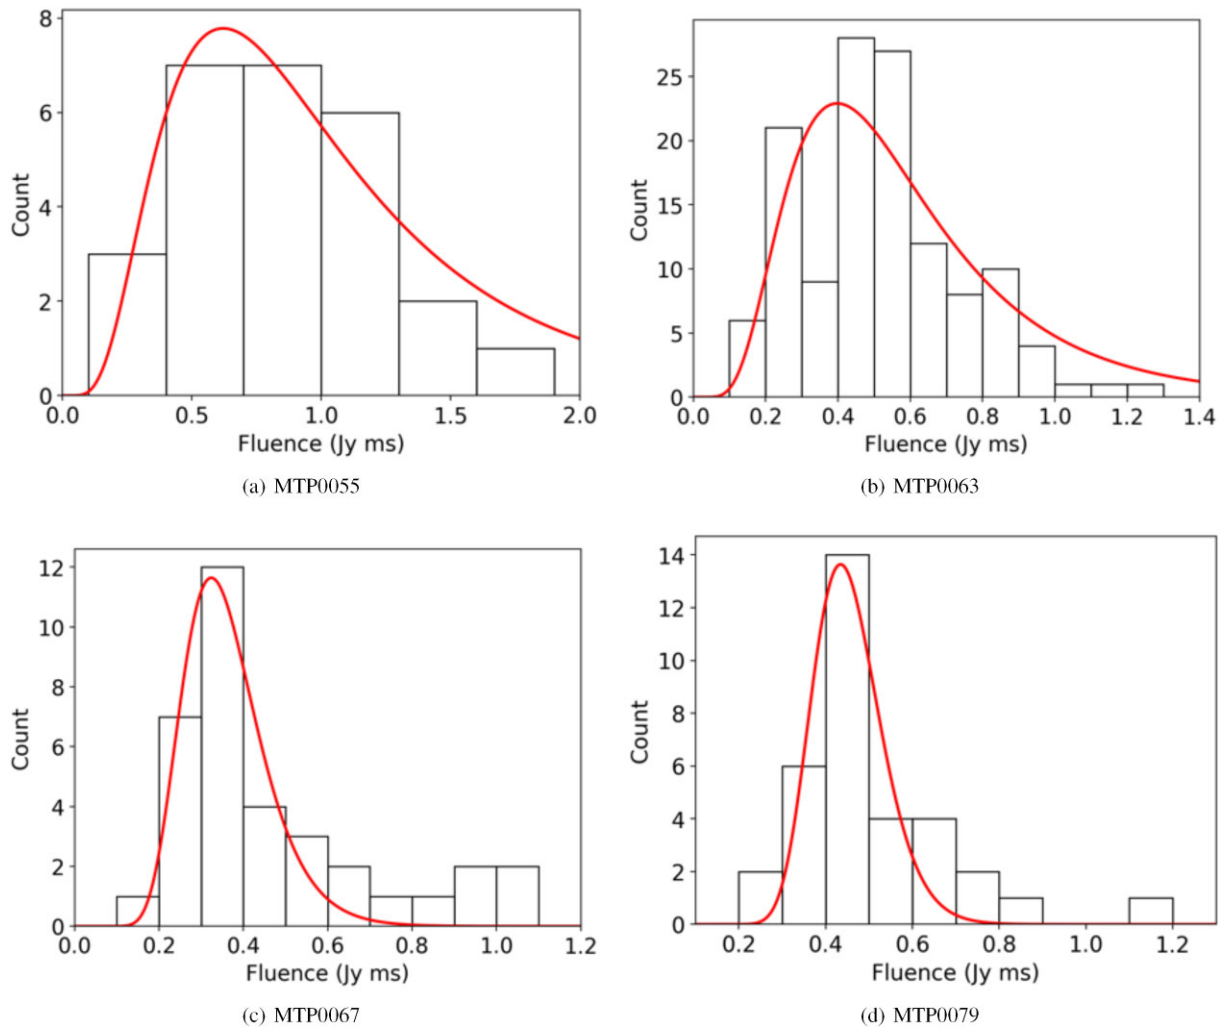 8
6
4
2
0
Count
0.0 0.5 1.0 1.5 2.0
Fluence (Jy ms)
(a) MTP0055
25
20
15
10
5
0
Count
0.0 0.2 0.4 0.6 0.8 1.0 1.2 1.4
Fluence (Jy ms)
(b) MTP0063
12
10
8
6
4
2
0
Count
0.0 0.2 0.4 0.6 0.8 1.0 1.2
Fluence (Jy ms)
(c) MTP0067
14
12
10
8
6
4
2
0
Count
0.2 0.4 0.6 0.8 1.0 1.2
Fluence (Jy ms)
(d) MTP0079